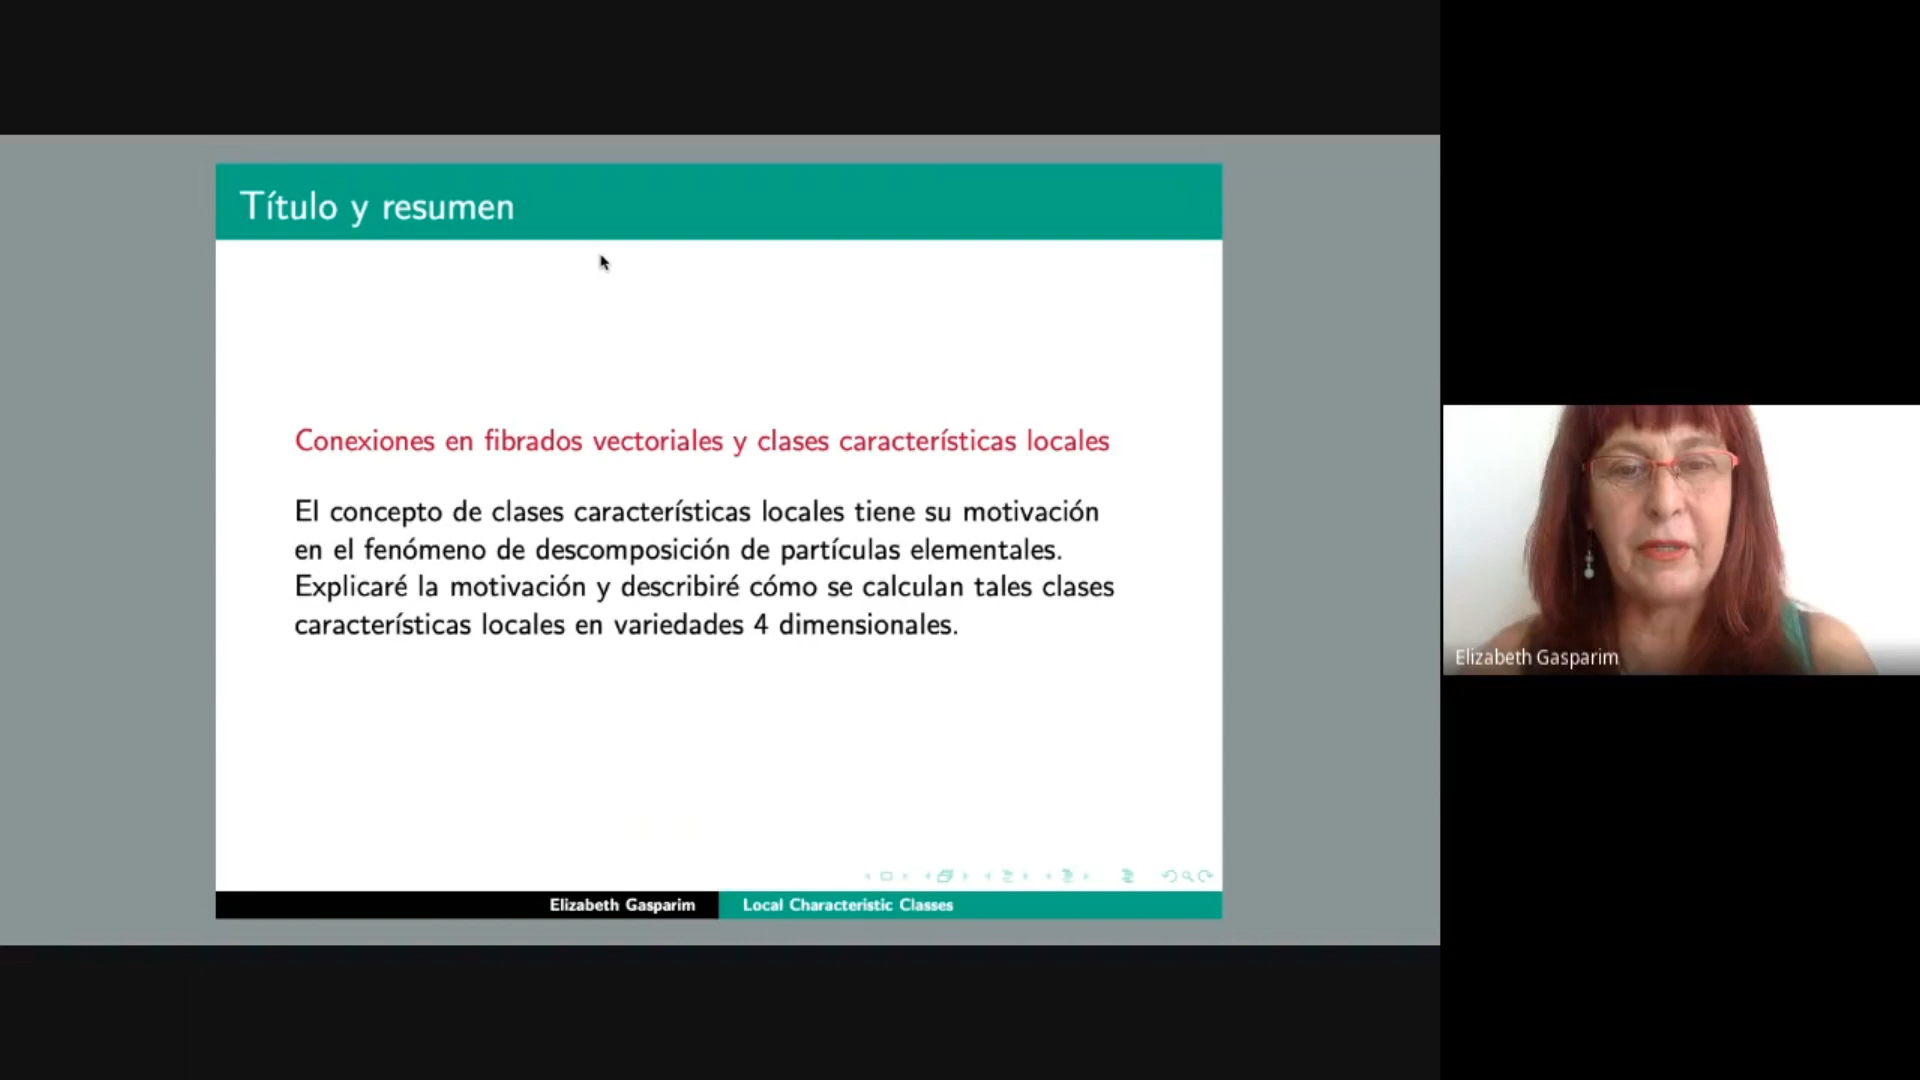 Título y resumen
Conexiones en fibrados vectoriales y clases características locales
El concepto de clases características locales tiene su motivación
en el fenómeno de descomposición de partículas elementales.
Explicaré la motivación y describiré cómo se calculan tales clases
características locales en variedades 4 dimensionales.
Elizabeth Gasparim
Local Characteristic Classes
Elizabeth Gasparim